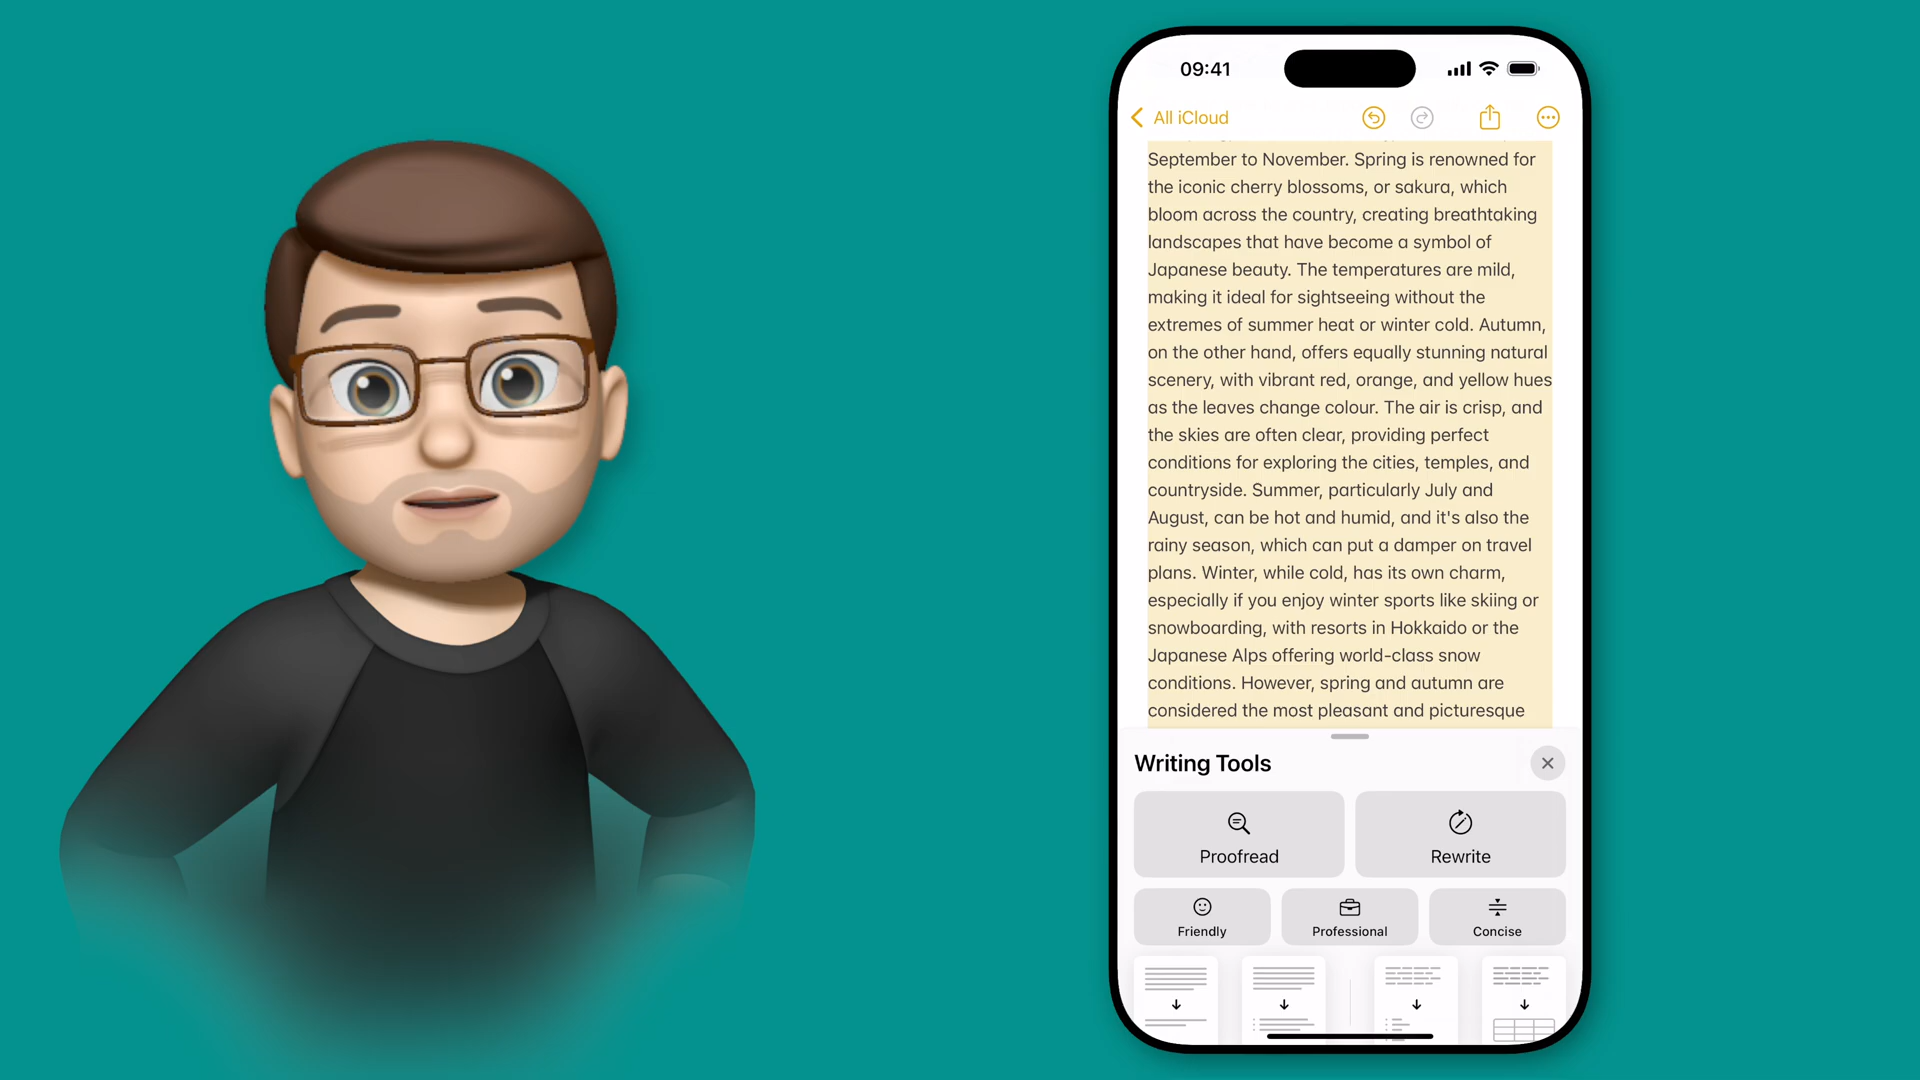 09:41
All iCloud
September to November. Spring is renowned for
the iconic cherry blossoms, or sakura, which
bloom across the country, creating breathtaking
landscapes that have become a symbol of
Japanese beauty. The temperatures are mild,
making it ideal for sightseeing without the
extremes of summer heat or winter cold. Autumn,
on the other hand, offers equally stunning natural
scenery, with vibrant red, orange, and yellow hues
as the leaves change colour. The air is crisp, and
the skies are often clear, providing perfect
conditions for exploring the cities, temples, and
countryside. Summer, particularly July and
August, can be hot and humid, and it's also the
rainy season, which can put a damper on travel
plans. Winter, while cold, has its own charm,
especially if you enjoy winter sports like skiing or
snowboarding, with resorts in Hokkaido or the
Japanese Alps offering world-class snow
conditions. However, spring and autumn are
considered the most pleasant and picturesque
Writing Tools
Proofread
Rewrite
Friendly
Professional
Concise